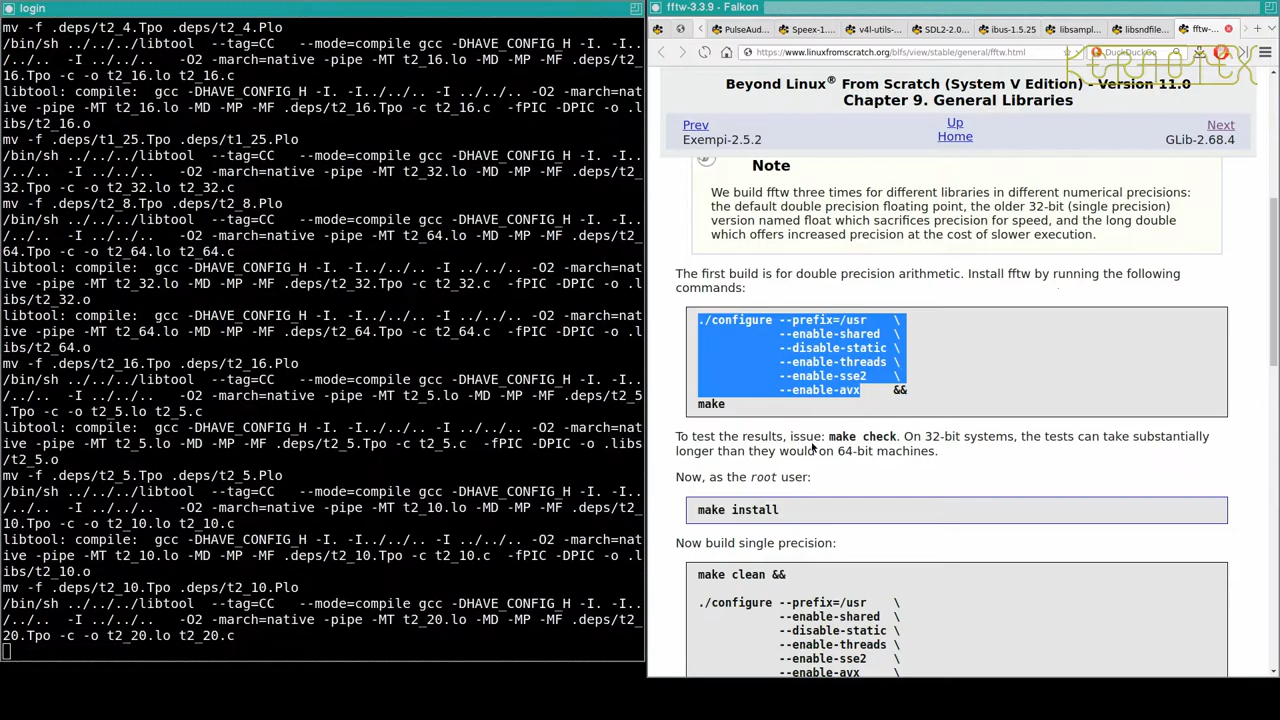 login
mv -f .deps/t2_4.Tpo .deps/t2_4.Plo
/bin/sh ../../../libtool  --tag=CC   --mode=compile gcc -DHAVE_CONFIG_H -I. -I..
/../..  -I ../../..    -O2 -march=native -pipe -MT t2_16.lo -MD -MP -MF .deps/t2_
16.Tpo -c -o t2_16.lo t2_16.c
libtool: compile:  gcc -DHAVE_CONFIG_H -I. -I../../.. -I ../../.. -O2 -march=nat
ive -pipe -MT t2_16.lo -MD -MP -MF .deps/t2_16.Tpo -c t2_16.c  -fPIC -DPIC -o .l
ibs/t2_16.o
mv -f .deps/t1_25.Tpo .deps/t1_25.Plo
/bin/sh ../../../libtool  --tag=CC   --mode=compile gcc -DHAVE_CONFIG_H -I. -I..
/../..  -I ../../..    -O2 -march=native -pipe -MT t2_32.lo -MD -MP -MF .deps/t2_
32.Tpo -c -o t2_32.lo t2_32.c
mv -f .deps/t2_8.Tpo .deps/t2_8.Plo
/bin/sh ../../../libtool  --tag=CC   --mode=compile gcc -DHAVE_CONFIG_H -I. -I..
/../..  -I ../../..    -O2 -march=native -pipe -MT t2_64.lo -MD -MP -MF .deps/t2_
64.Tpo -c -o t2_64.lo t2_64.c
libtool: compile:  gcc -DHAVE_CONFIG_H -I. -I../../.. -I ../../.. -O2 -march=nat
ive -pipe -MT t2_32.lo -MD -MP -MF .deps/t2_32.Tpo -c t2_32.c  -fPIC -DPIC -o .l
ibs/t2_32.o
libtool: compile:  gcc -DHAVE_CONFIG_H -I. -I../../.. -I ../../.. -O2 -march=nat
ive -pipe -MT t2_64.lo -MD -MP -MF .deps/t2_64.Tpo -c t2_64.c  -fPIC -DPIC -o .l
ibs/t2_64.o
mv -f .deps/t2_16.Tpo .deps/t2_16.Plo
/bin/sh ../../../libtool  --tag=CC   --mode=compile gcc -DHAVE_CONFIG_H -I. -I..
/../..  -I ../../..    -O2 -march=native -pipe -MT t2_5.lo -MD -MP -MF .deps/t2_5
.Tpo -c -o t2_5.lo t2_5.c
libtool: compile:  gcc -DHAVE_CONFIG_H -I. -I../../.. -I ../../.. -O2 -march=nat
ive -pipe -MT t2_5.lo -MD -MP -MF .deps/t2_5.Tpo -c t2_5.c  -fPIC -DPIC -o .libs
/t2_5.o
mv -f .deps/t2_5.Tpo .deps/t2_5.Plo
/bin/sh ../../../libtool  --tag=CC   --mode=compile gcc -DHAVE_CONFIG_H -I. -I..
/../..  -I ../../..    -O2 -march=native -pipe -MT t2_10.lo -MD -MP -MF .deps/t2_
10.Tpo -c -o t2_10.lo t2_10.c
libtool: compile:  gcc -DHAVE_CONFIG_H -I. -I../../.. -I ../../.. -O2 -march=nat
ive -pipe -MT t2_10.lo -MD -MP -MF .deps/t2_10.Tpo -c t2_10.c  -fPIC -DPIC -o .l
ibs/t2_10.o
mv -f .deps/t2_10.Tpo .deps/t2_10.Plo
/bin/sh ../../../libtool  --tag=CC   --mode=compile gcc -DHAVE_CONFIG_H -I. -I..
/../..  -I ../../..    -O2 -march=native -pipe -MT t2_20.lo -MD -MP -MF .deps/t2_
20.Tpo -c -o t2_20.lo t2_20.c
fftw-3.3.9 - Falkon
PulseAud... Speex-1.... v4l-utils-... SDL2-2.0... ibus-1.5.25 libsampl... libsndfile... fftw-...
https://www.linuxfromscratch.org/blfs/view/stable/general/fftw.html DuckDuckGo
KERNOTEX
Beyond Linux® From Scratch (System V Edition) - Version 11.0
Chapter 9. General Libraries
Prev Up Next
Exempi-2.5.2 Home GLib-2.68.4
Note
We build fftw three times for different libraries in different numerical precisions:
the default double precision floating point, the older 32-bit (single precision)
version named float which sacrifices precision for speed, and the long double
which offers increased precision at the cost of slower execution.
The first build is for double precision arithmetic. Install fftw by running the following
commands:
./configure --prefix=/usr    \
--enable-shared  \
--disable-static \
--enable-threads \
--enable-sse2    \
--enable-avx     &&
make
To test the results, issue: make check. On 32-bit systems, the tests can take substantially
longer than they would on 64-bit machines.
Now, as the root user:
make install
Now build single precision:
make clean &&
./configure --prefix=/usr    \
--enable-shared  \
--disable-static \
--enable-threads \
--enable-sse2    \
--enable-avx     \